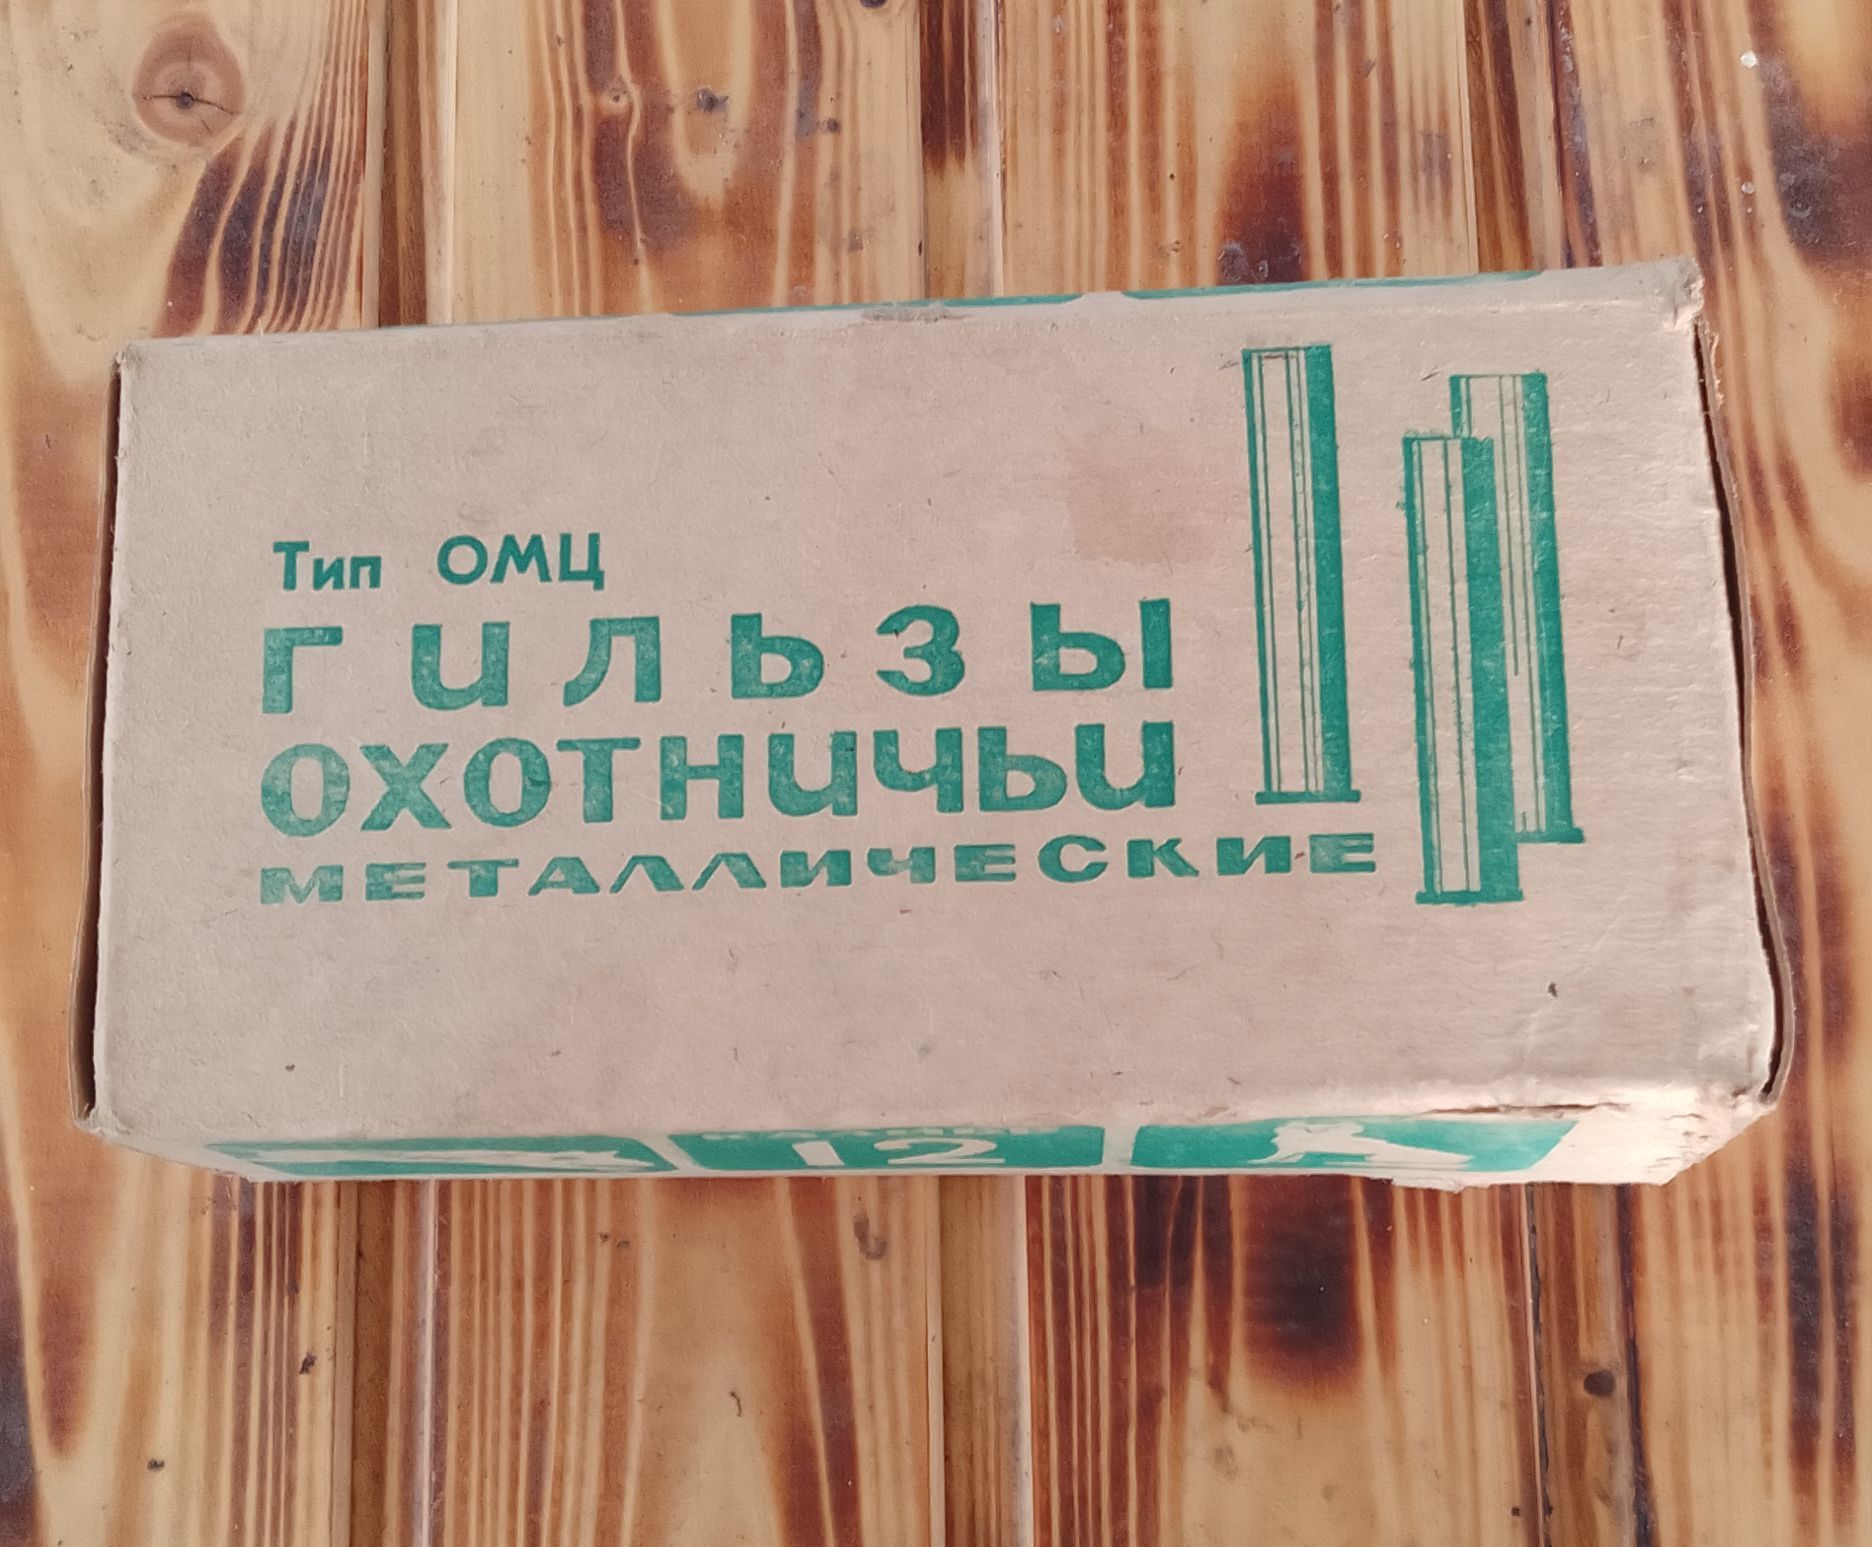 Тип ОМЦ
гильзы
охотничьи
МЕТАЛЛИЧЕСКИЕ
12